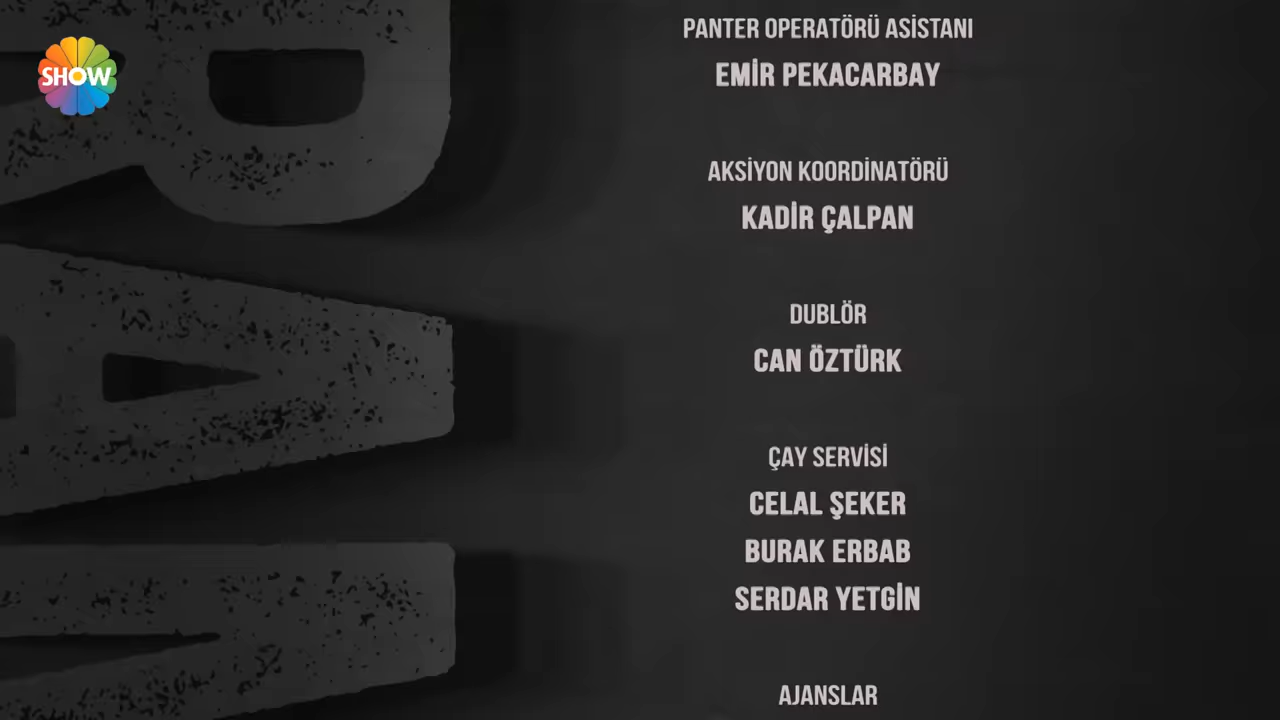 SHOW
PANTER OPERATÖRÜ ASİSTANI
EMİR PEKACARBAY
AKSİYON KOORDİNATÖRÜ
KADİR ÇALPAN
DUBLÖR
CAN ÖZTÜRK
ÇAY SERVİSİ
CELAL ŞEKER
BURAK ERBAB
SERDAR YETGİN
AJANSLAR